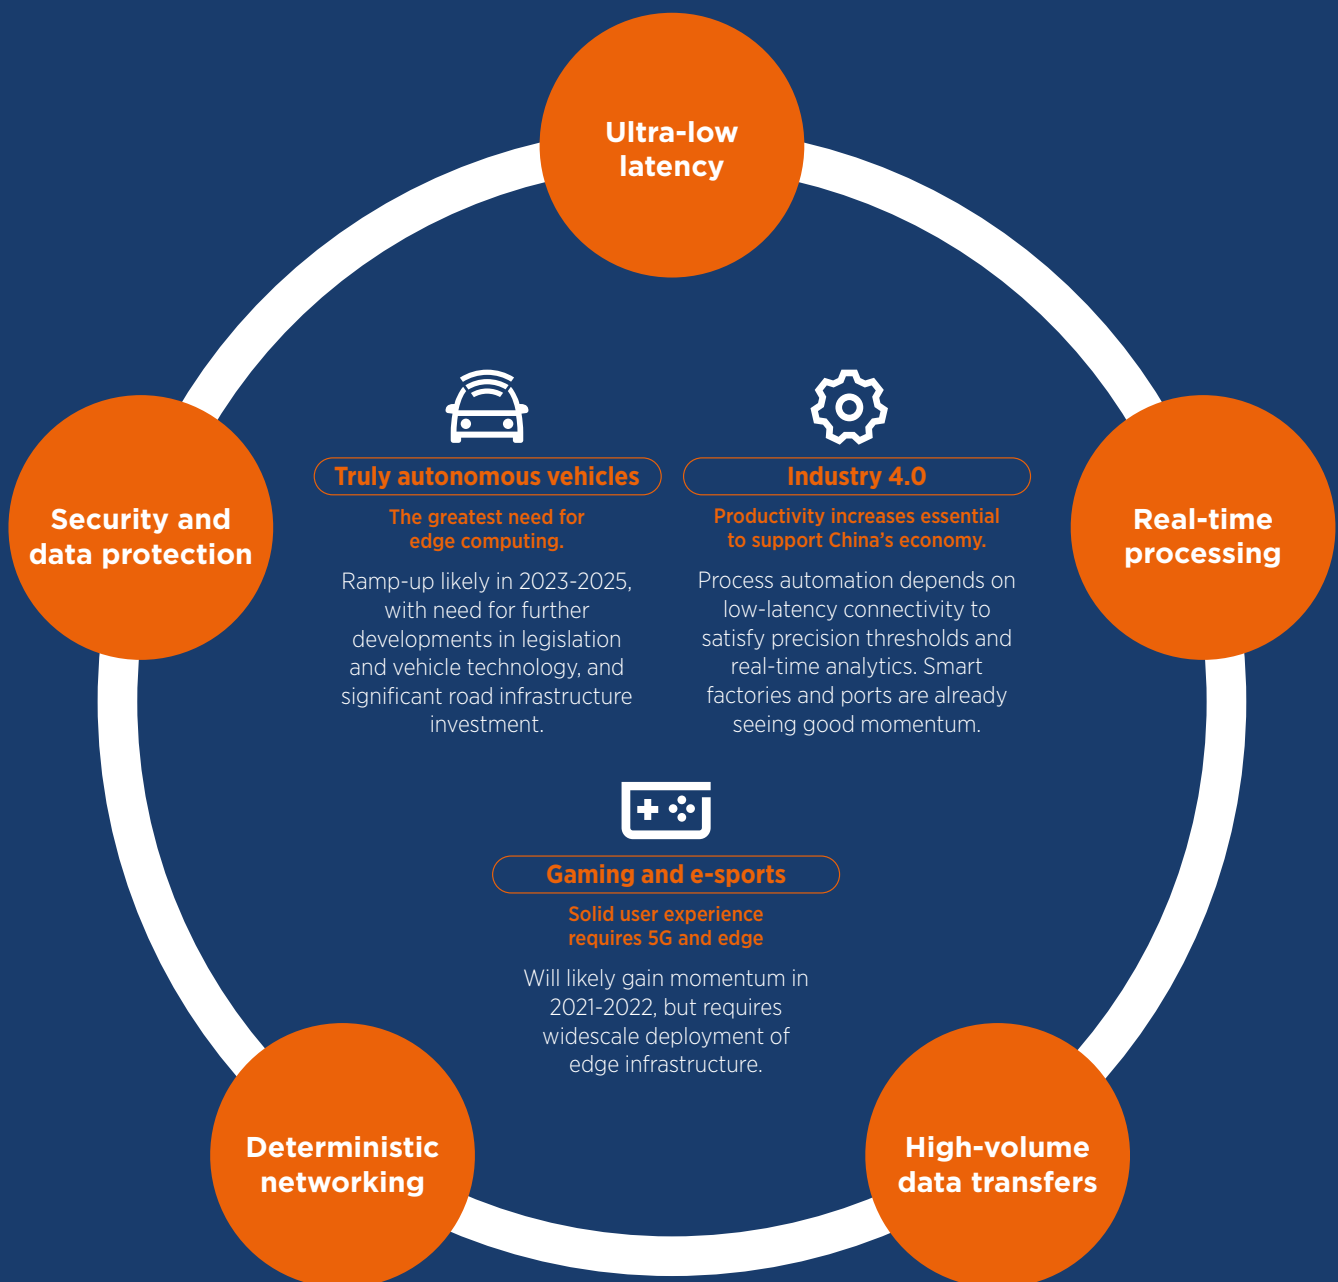 Ultra-low
latency
Security and
data protection
Real-time
processing
Truly autonomous vehicles
The greatest need for
edge computing.
Ramp-up likely in 2023-2025,
with need for further
developments in legislation
and vehicle technology, and
significant road infrastructure
investment.
Industry 4.0
Productivity increases essential
to support China’s economy.
Process automation depends on
low-latency connectivity to
satisfy precision thresholds and
real-time analytics. Smart
factories and ports are already
seeing good momentum.
Gaming and e-sports
Solid user experience
requires 5G and edge
Will likely gain momentum in
2021-2022, but requires
widescale deployment of
edge infrastructure.
Deterministic
networking
High-volume
data transfers